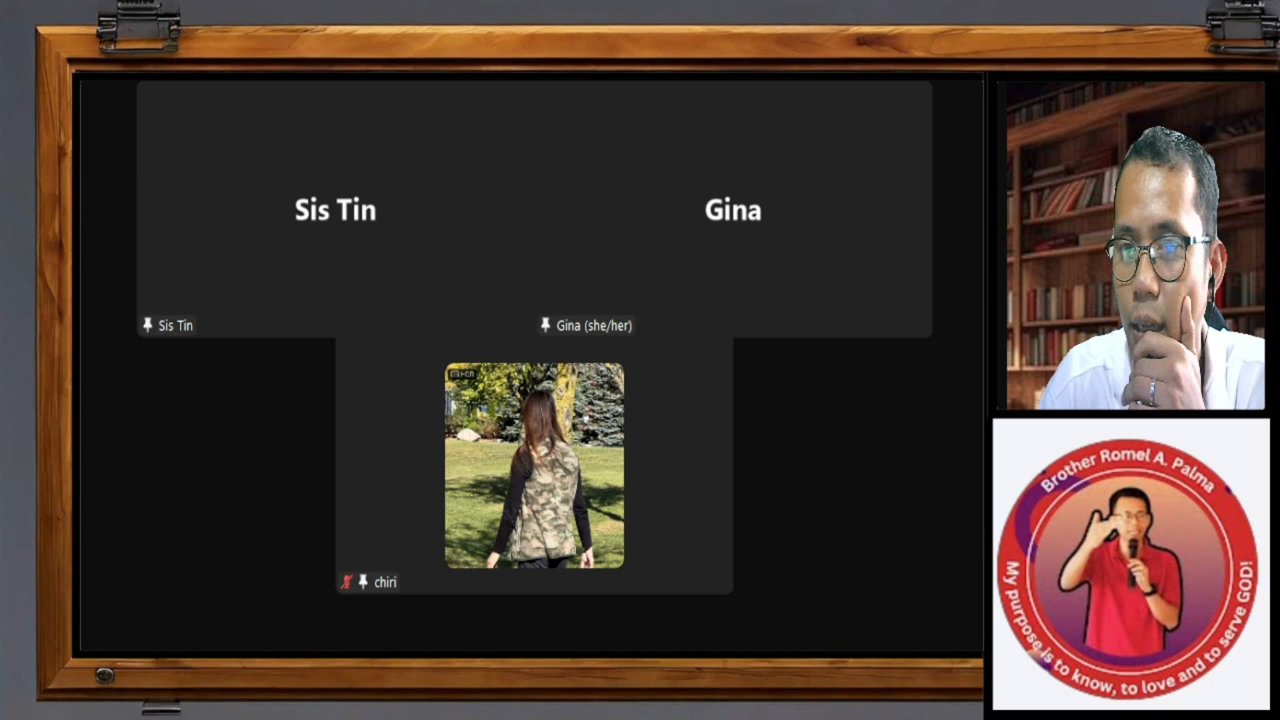 Sis Tin
Gina
Sis Tin
Gina (she/her)
chiri
Brother Romel A. Palma
My purpose is to know, to love and to serve GOD!